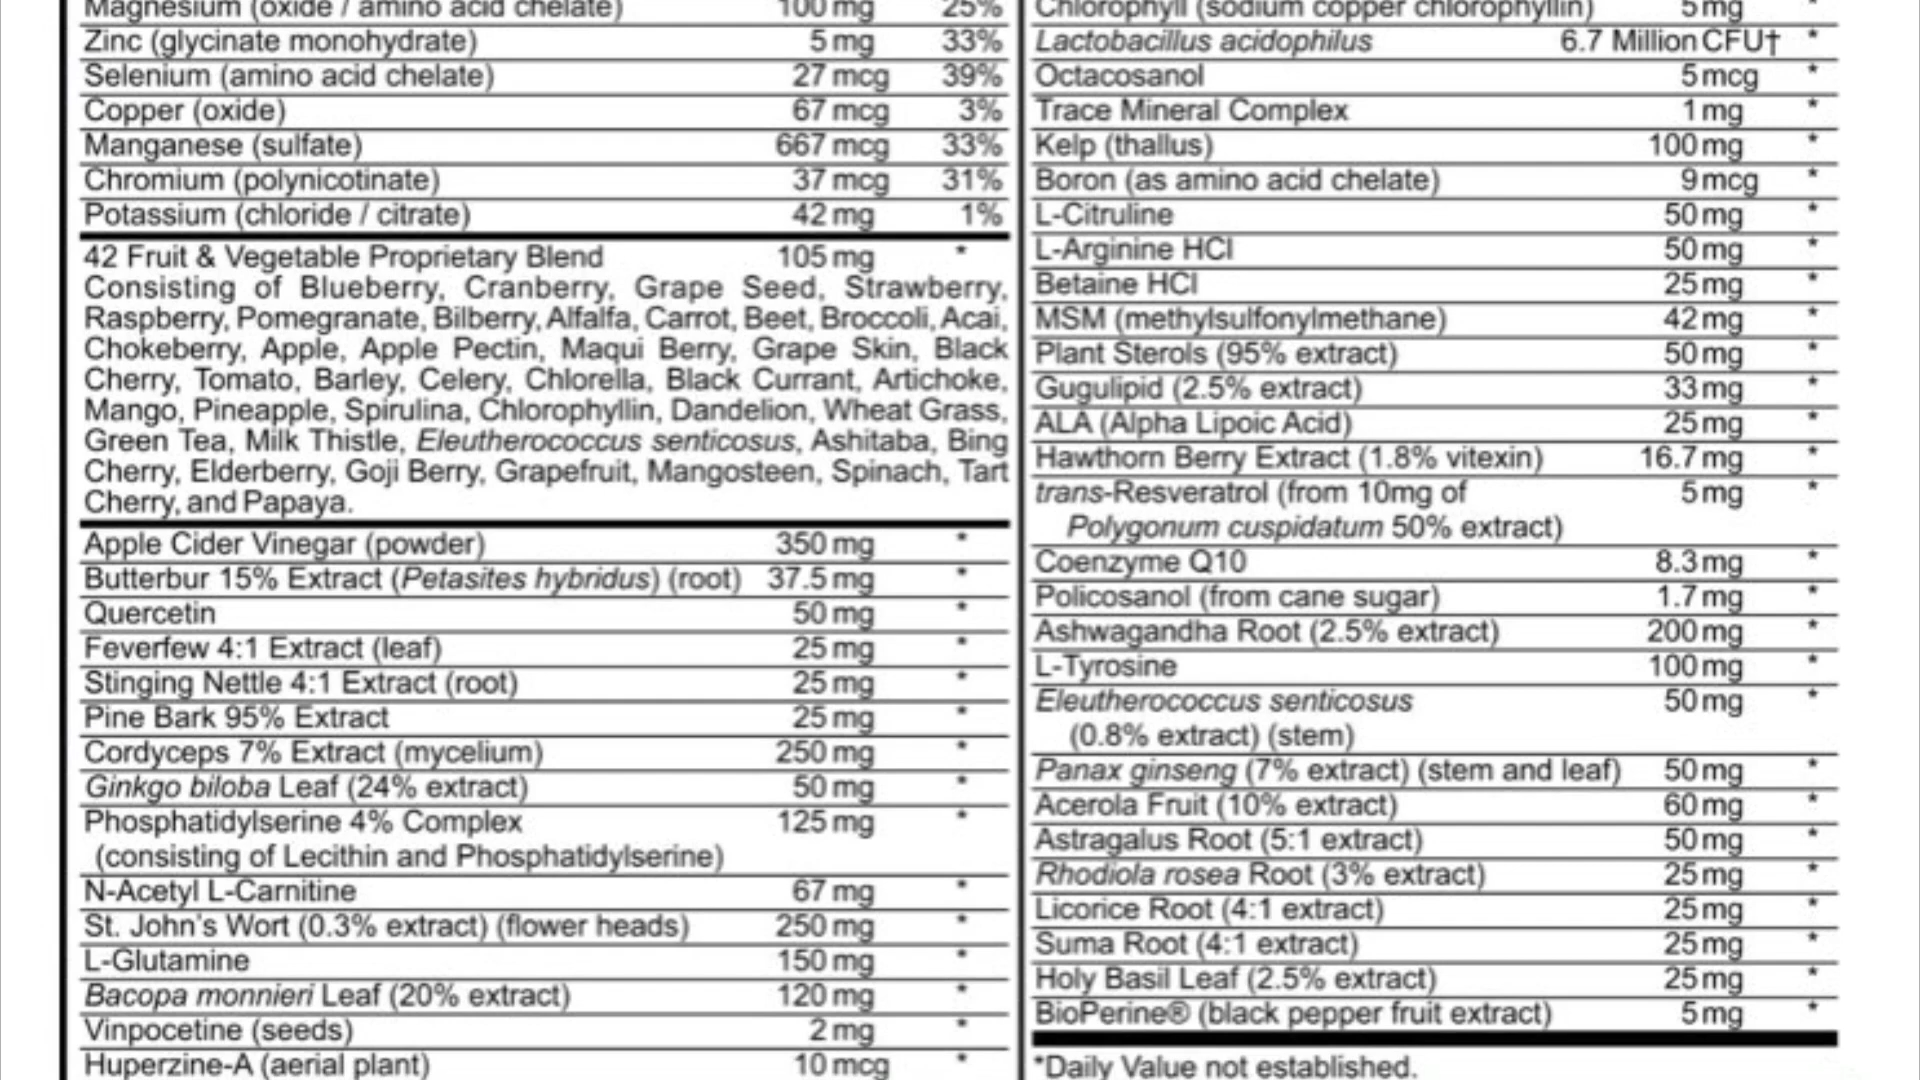 Magnesium (oxide / amino acid chelate) 100 mg 25%
Zinc (glycinate monohydrate) 5 mg 33%
Selenium (amino acid chelate) 27 mcg 39%
Copper (oxide) 67 mcg 3%
Manganese (sulfate) 667 mcg 33%
Chromium (polynicotinate) 37 mcg 31%
Potassium (chloride / citrate) 42 mg 1%
42 Fruit & Vegetable Proprietary Blend 105 mg *
Consisting of Blueberry, Cranberry, Grape Seed, Strawberry,
Raspberry, Pomegranate, Bilberry, Alfalfa, Carrot, Beet, Broccoli, Acai,
Chokeberry, Apple, Apple Pectin, Maqui Berry, Grape Skin, Black
Cherry, Tomato, Barley, Celery, Chlorella, Black Currant, Artichoke,
Mango, Pineapple, Spirulina, Chlorophyllin, Dandelion, Wheat Grass,
Green Tea, Milk Thistle, Eleutherococcus senticosus, Ashitaba, Bing
Cherry, Elderberry, Goji Berry, Grapefruit, Mangosteen, Spinach, Tart
Cherry, and Papaya.
Apple Cider Vinegar (powder) 350 mg *
Butterbur 15% Extract (Petasites hybridus) (root) 37.5 mg *
Quercetin 50 mg *
Feverfew 4:1 Extract (leaf) 25 mg *
Stinging Nettle 4:1 Extract (root) 25 mg *
Pine Bark 95% Extract 25 mg *
Cordyceps 7% Extract (mycelium) 250 mg *
Ginkgo biloba Leaf (24% extract) 50 mg *
Phosphatidylserine 4% Complex 125 mg *
(consisting of Lecithin and Phosphatidylserine)
N-Acetyl L-Carnitine 67 mg *
St. John's Wort (0.3% extract) (flower heads) 250 mg *
L-Glutamine 150 mg *
Bacopa monnieri Leaf (20% extract) 120 mg *
Vinpocetine (seeds) 2 mg *
Huperzine-A (aerial plant) 10 mcg *
Chlorophyll (sodium copper chlorophyllin) 5 mg *
Lactobacillus acidophilus 6.7 Million CFU† *
Octacosanol 5 mcg *
Trace Mineral Complex 1 mg *
Kelp (thallus) 100 mg *
Boron (as amino acid chelate) 9 mcg *
L-Citruline 50 mg *
L-Arginine HCl 50 mg *
Betaine HCl 25 mg *
MSM (methylsulfonylmethane) 42 mg *
Plant Sterols (95% extract) 50 mg *
Gugulipid (2.5% extract) 33 mg *
ALA (Alpha Lipoic Acid) 25 mg *
Hawthorn Berry Extract (1.8% vitexin) 16.7 mg *
trans-Resveratrol (from 10mg of 5 mg *
Polygonum cuspidatum 50% extract)
Coenzyme Q10 8.3 mg *
Policosanol (from cane sugar) 1.7 mg *
Ashwagandha Root (2.5% extract) 200 mg *
L-Tyrosine 100 mg *
Eleutherococcus senticosus 50 mg *
(0.8% extract) (stem)
Panax ginseng (7% extract) (stem and leaf) 50 mg *
Acerola Fruit (10% extract) 60 mg *
Astragalus Root (5:1 extract) 50 mg *
Rhodiola rosea Root (3% extract) 25 mg *
Licorice Root (4:1 extract) 25 mg *
Suma Root (4:1 extract) 25 mg *
Holy Basil Leaf (2.5% extract) 25 mg *
BioPerine® (black pepper fruit extract) 5 mg *
*Daily Value not established.